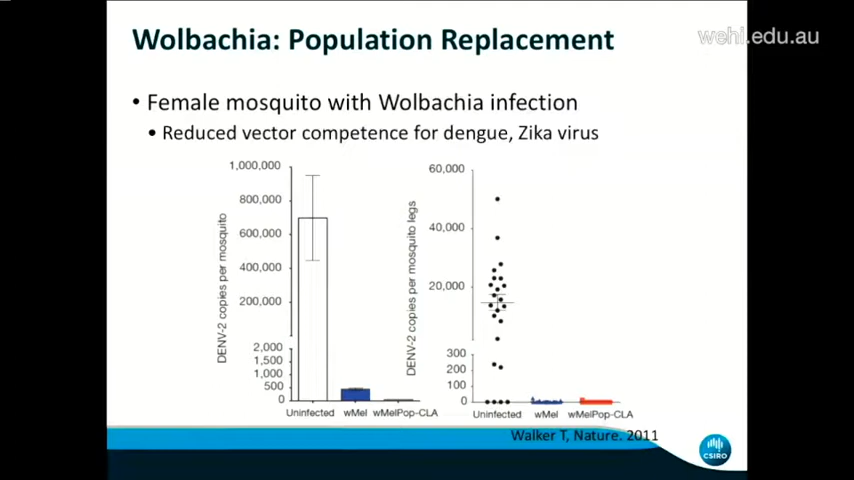 Wolbachia: Population Replacement
wehi.edu.au
• Female mosquito with Wolbachia infection
• Reduced vector competence for dengue, Zika virus
DENV-2 copies per mosquito
1,000,000
800,000
600,000
400,000
200,000
2,000
1,500
1,000
500
0
Uninfected wMel wMelPop-CLA
DENV-2 copies per mosquito legs
60,000
40,000
20,000
300
200
100
0
Uninfected wMel wMelPop-CLA
Walker T, Nature. 2011
CSIRO